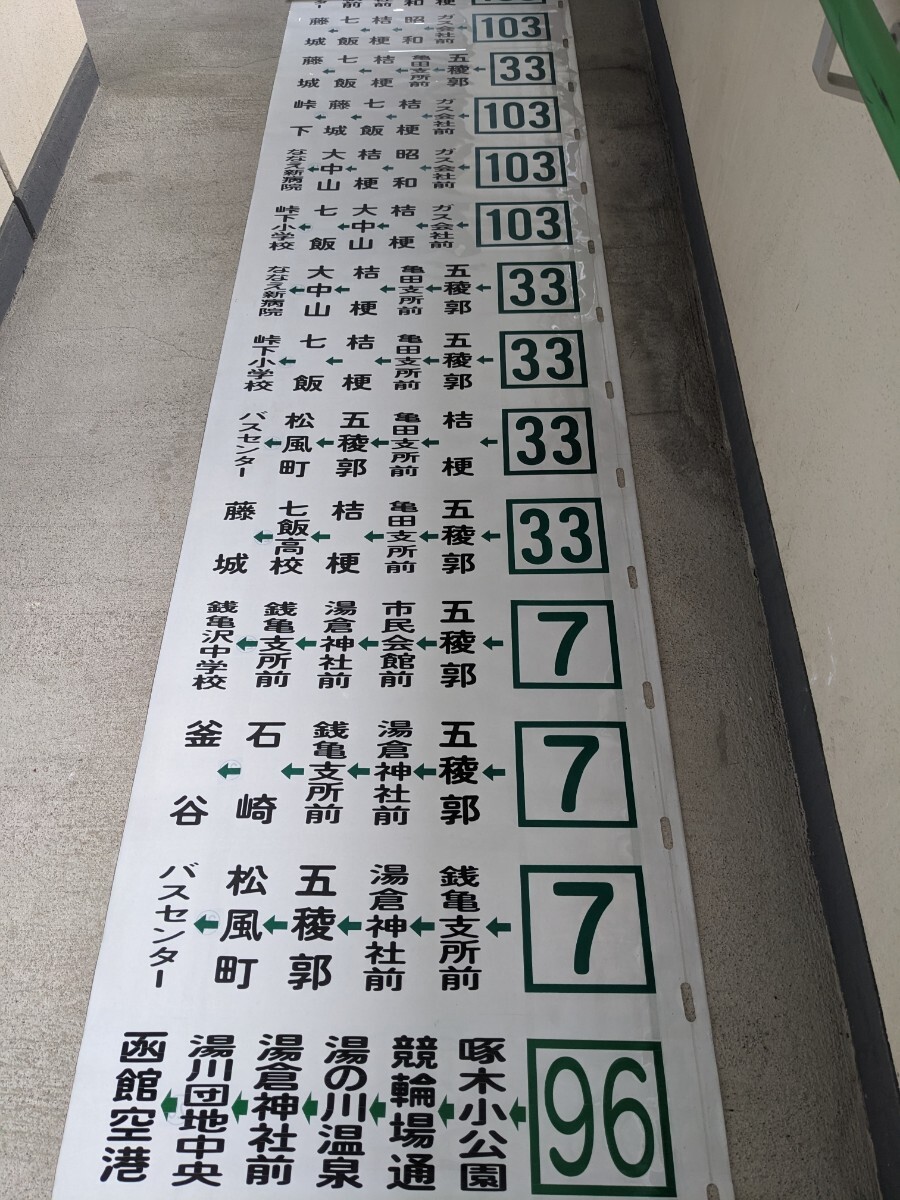 103 ガス会社前 ← 昭和 ← 桔梗 ← 七飯 ← 藤城
33 ← 五稜郭 ← 亀田支所前 ← 桔梗 ← 七飯 ← 藤城
103 ← ガス会社前 ← 桔梗 ← 七飯 ← 藤城 ← 峠下
103 ← ガス会社前 ← 昭和 ← 桔梗 ← 大中山 ← ななえ新病院
103 ← ガス会社前 ← 桔梗 ← 大中山 ← 七飯 ← 峠下小学校
33 ← 五稜郭 ← 亀田支所前 ← 桔梗 ← 大中山 ← ななえ新病院
33 ← 五稜郭 ← 亀田支所前 ← 桔梗 ← 七飯 ← 峠下小学校
33 ← 桔梗 ← 亀田支所前 ← 五稜郭 ← 松風町 ← バスセンター
33 ← 五稜郭 ← 亀田支所前 ← 桔梗 ← 七飯高校 ← 藤城
7 ← 五稜郭 ← 市民会館前 ← 湯倉神社前 ← 銭亀支所前 ← 銭亀沢中学校
7 ← 五稜郭 ← 湯倉神社前 ← 銭亀支所前 ← 石崎 ← 釜谷
7 ← 銭亀支所前 ← 湯倉神社前 ← 五稜郭 ← 松風町 ← バスセンター
96 ← 啄木小公園 ← 競輪場通 ← 湯の川温泉 ← 湯倉神社前 ← 湯川団地中央 ← 函館空港